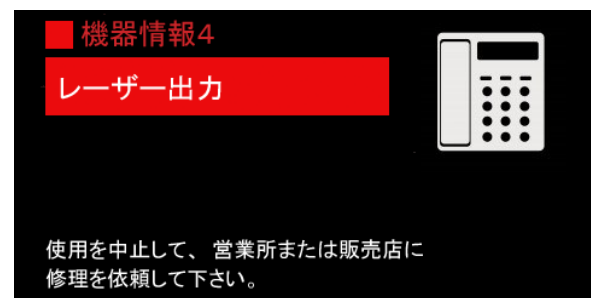 機器情報4
レーザー出力
使用を中止して、営業所または販売店に
修理を依頼して下さい。